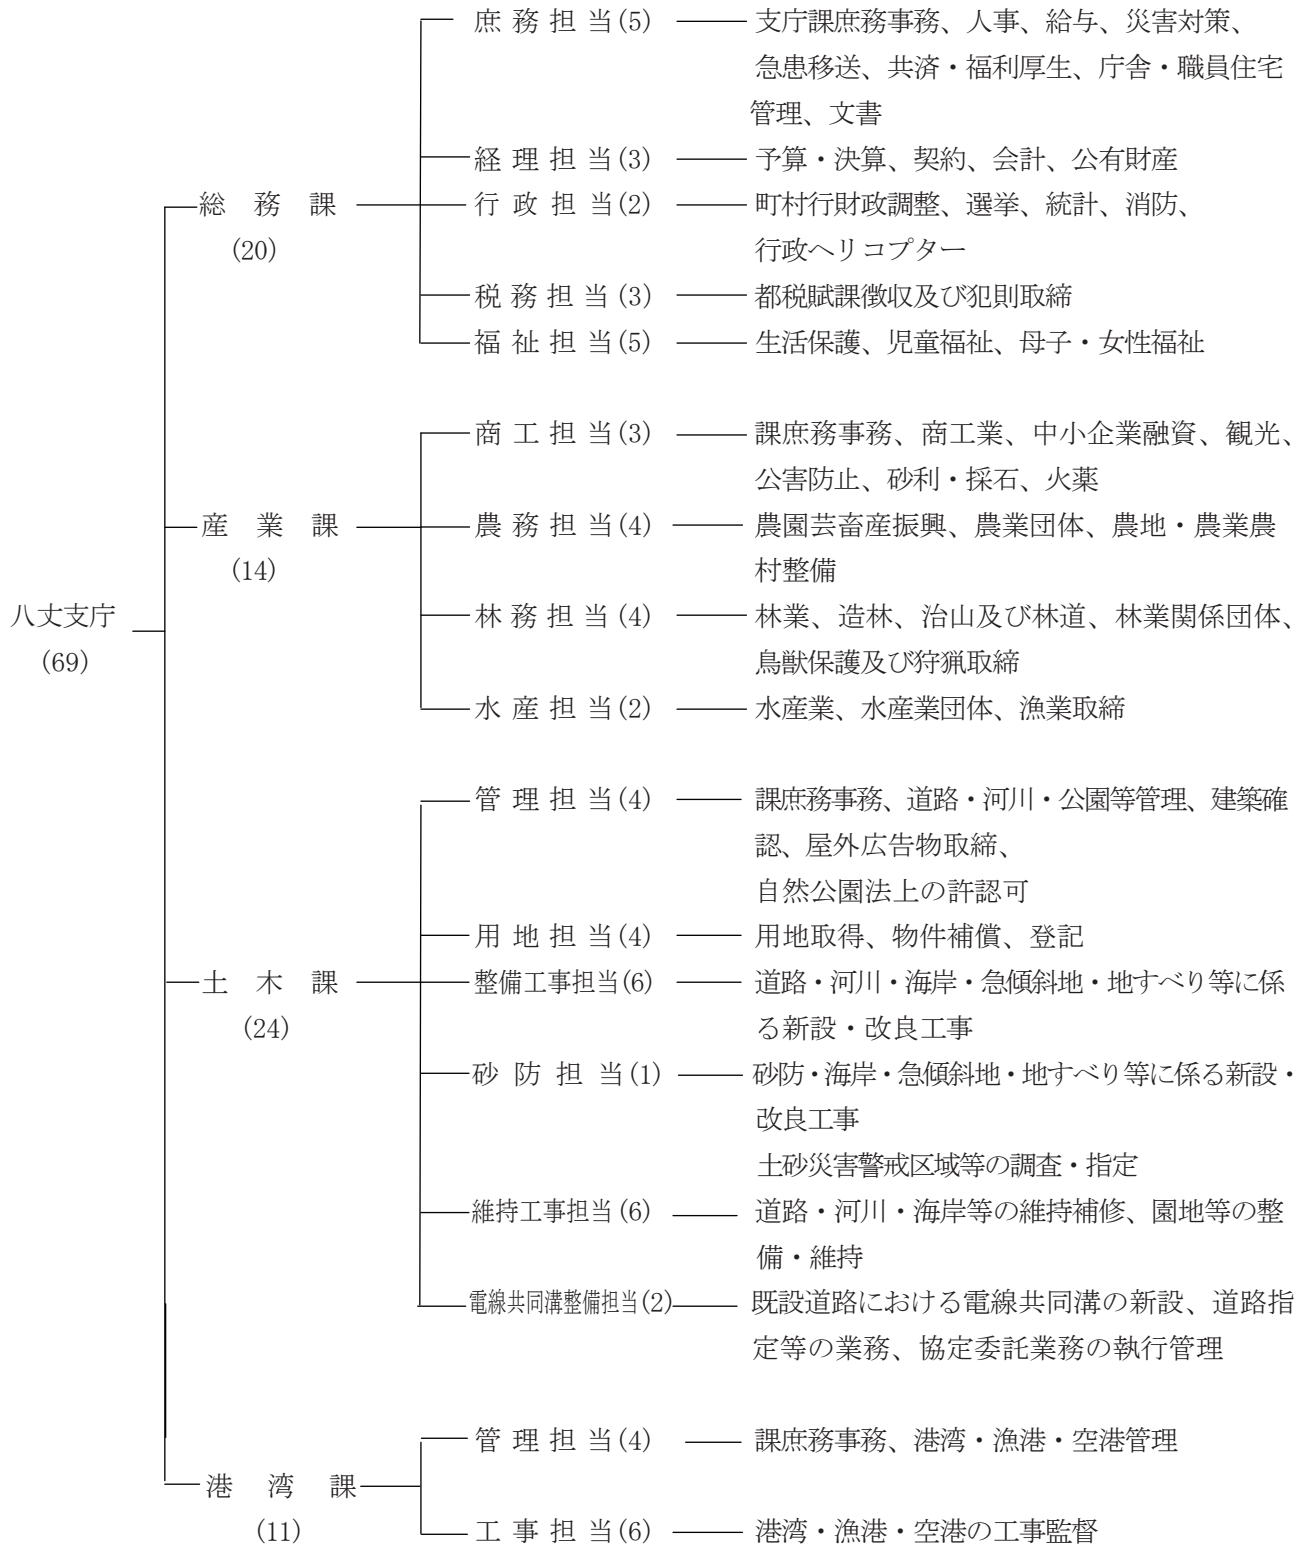 八丈支庁
(69)
総務課
(20)
庶務担当(5)
支庁課庶務事務、人事、給与、災害対策、
急患移送、共済・福利厚生、庁舎・職員住宅
管理、文書
経理担当(3)
予算・決算、契約、会計、公有財産
行政担当(2)
町村行財政調整、選挙、統計、消防、
行政ヘリコプター
税務担当(3)
都税賦課徴収及び犯則取締
福祉担当(5)
生活保護、児童福祉、母子・女性福祉
産業課
(14)
商工担当(3)
課庶務事務、商工業、中小企業融資、観光、
公害防止、砂利・採石、火薬
農務担当(4)
農園芸畜産振興、農業団体、農地・農業農
村整備
林務担当(4)
林業、造林、治山及び林道、林業関係団体、
鳥獣保護及び狩猟取締
水産担当(2)
水産業、水産業団体、漁業取締
土木課
(24)
管理担当(4)
課庶務事務、道路・河川・公園等管理、建築確
認、屋外広告物取締、
自然公園法上の許認可
用地担当(4)
用地取得、物件補償、登記
整備工事担当(6)
道路・河川・海岸・急傾斜地・地すべり等に係
る新設・改良工事
砂防担当(1)
砂防・海岸・急傾斜地・地すべり等に係る新設・
改良工事
土砂災害警戒区域等の調査・指定
維持工事担当(6)
道路・河川・海岸等の維持補修、園地等の整
備・維持
電線共同溝整備担当(2)
既設道路における電線共同溝の新設、道路指
定等の業務、協定委託業務の執行管理
港湾課
(11)
管理担当(4)
課庶務事務、港湾・漁港・空港管理
工事担当(6)
港湾・漁港・空港の工事監督